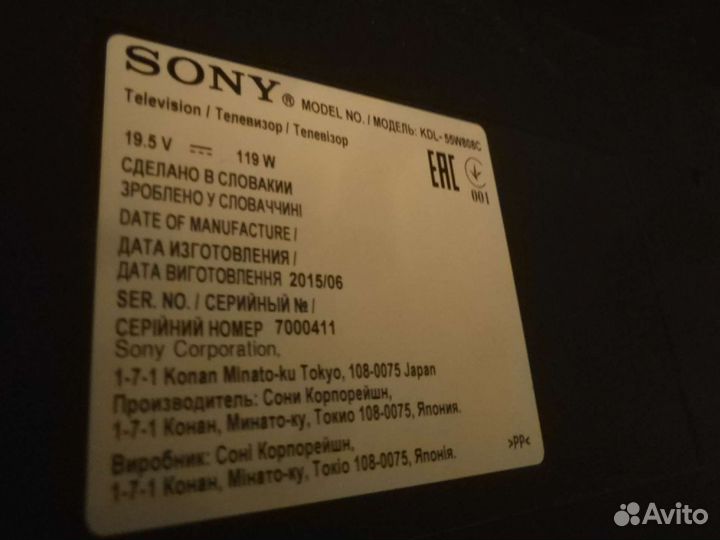 SONY® MODEL NO. / МОДЕЛЬ: KDL-55W808C
Television / Телевизор / Телевізор
19.5 V 119 W
EAC
001
СДЕЛАНО В СЛОВАКИИ
ЗРОБЛЕНО У СЛОВАЧЧИНІ
DATE OF MANUFACTURE /
ДАТА ИЗГОТОВЛЕНИЯ /
ДАТА ВИГОТОВЛЕННЯ 2015/06
SER. NO. / СЕРИЙНЫЙ № /
СЕРІЙНИЙ НОМЕР 7000411
Sony Corporation,
1-7-1 Konan Minato-ku Tokyo, 108-0075 Japan
Производитель: Сони Корпорейшн,
1-7-1 Конан, Минато-ку, Токио 108-0075, Япония.
Виробник: Соні Корпорейшн,
1-7-1 Конан, Мінато-ку, Токіо 108-0075, Японія.
>PP<
Avito